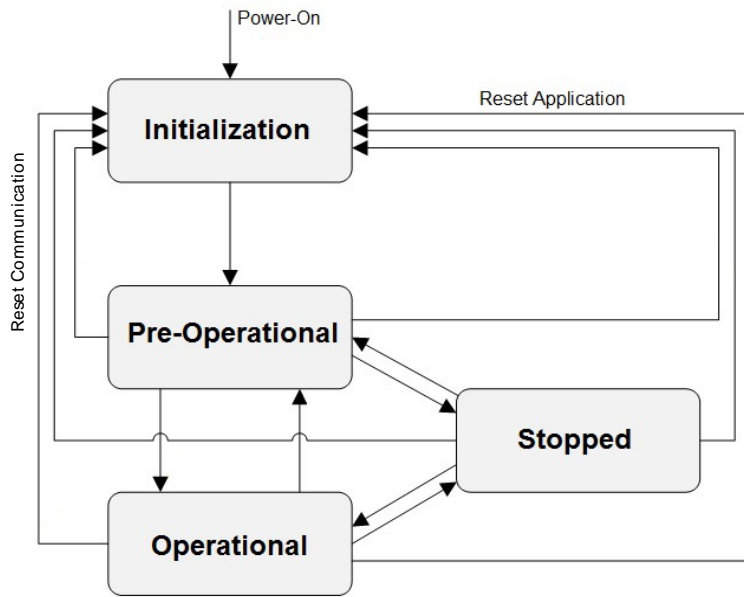 Power-On
Reset Application
Initialization
Reset Communication
Pre-Operational
Stopped
Operational